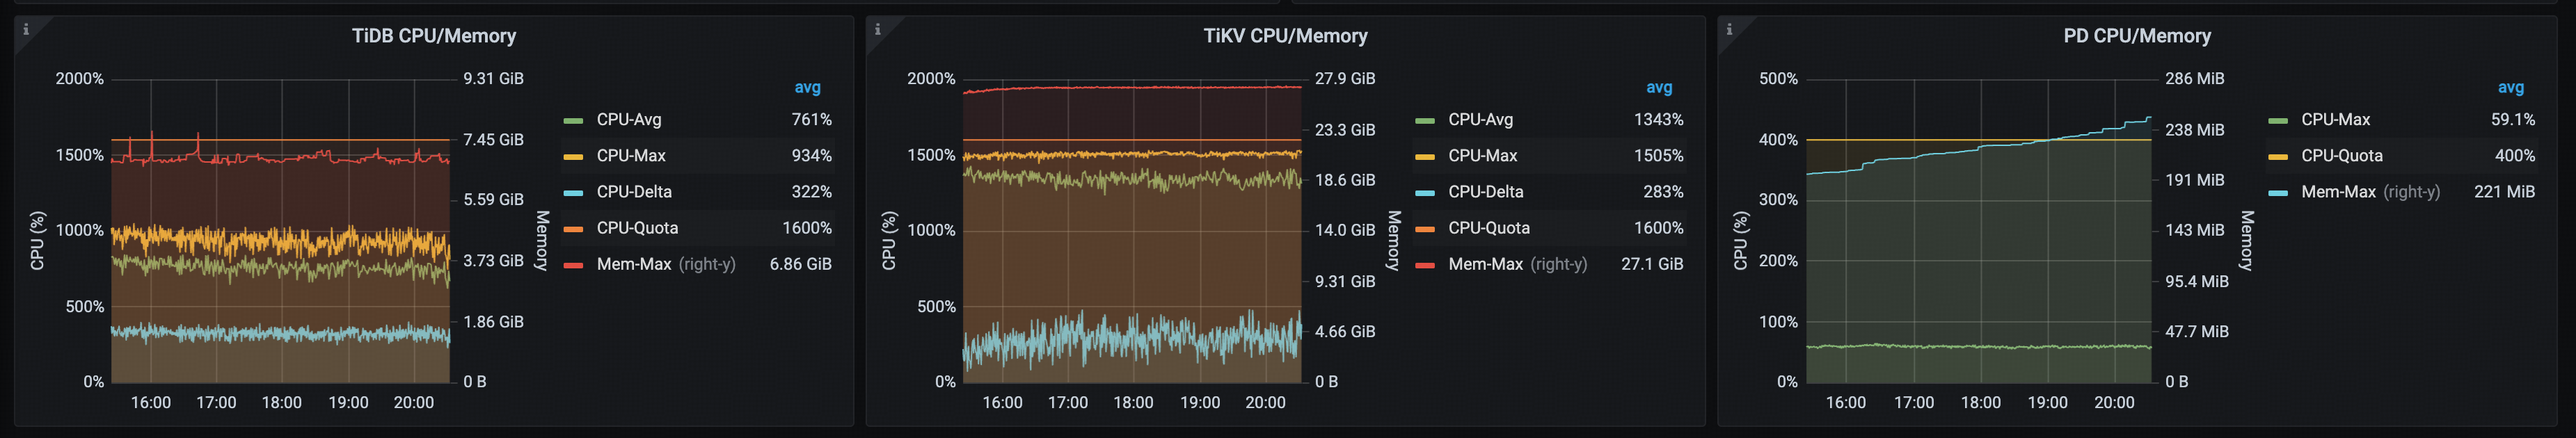 TiDB CPU/Memory
2000%
1500%
1000%
500%
0%
CPU (%)
9.31 GiB
7.45 GiB
5.59 GiB
3.73 GiB
1.86 GiB
0 B
Memory
16:00 17:00 18:00 19:00 20:00
avg
CPU-Avg 761%
CPU-Max 934%
CPU-Delta 322%
CPU-Quota 1600%
Mem-Max (right-y) 6.86 GiB
TiKV CPU/Memory
2000%
1500%
1000%
500%
0%
CPU (%)
27.9 GiB
23.3 GiB
18.6 GiB
14.0 GiB
9.31 GiB
4.66 GiB
0 B
Memory
16:00 17:00 18:00 19:00 20:00
avg
CPU-Avg 1343%
CPU-Max 1505%
CPU-Delta 283%
CPU-Quota 1600%
Mem-Max (right-y) 27.1 GiB
PD CPU/Memory
500%
400%
300%
200%
100%
0%
CPU (%)
286 MiB
238 MiB
191 MiB
143 MiB
95.4 MiB
47.7 MiB
0 B
Memory
16:00 17:00 18:00 19:00 20:00
avg
CPU-Max 59.1%
CPU-Quota 400%
Mem-Max (right-y) 221 MiB